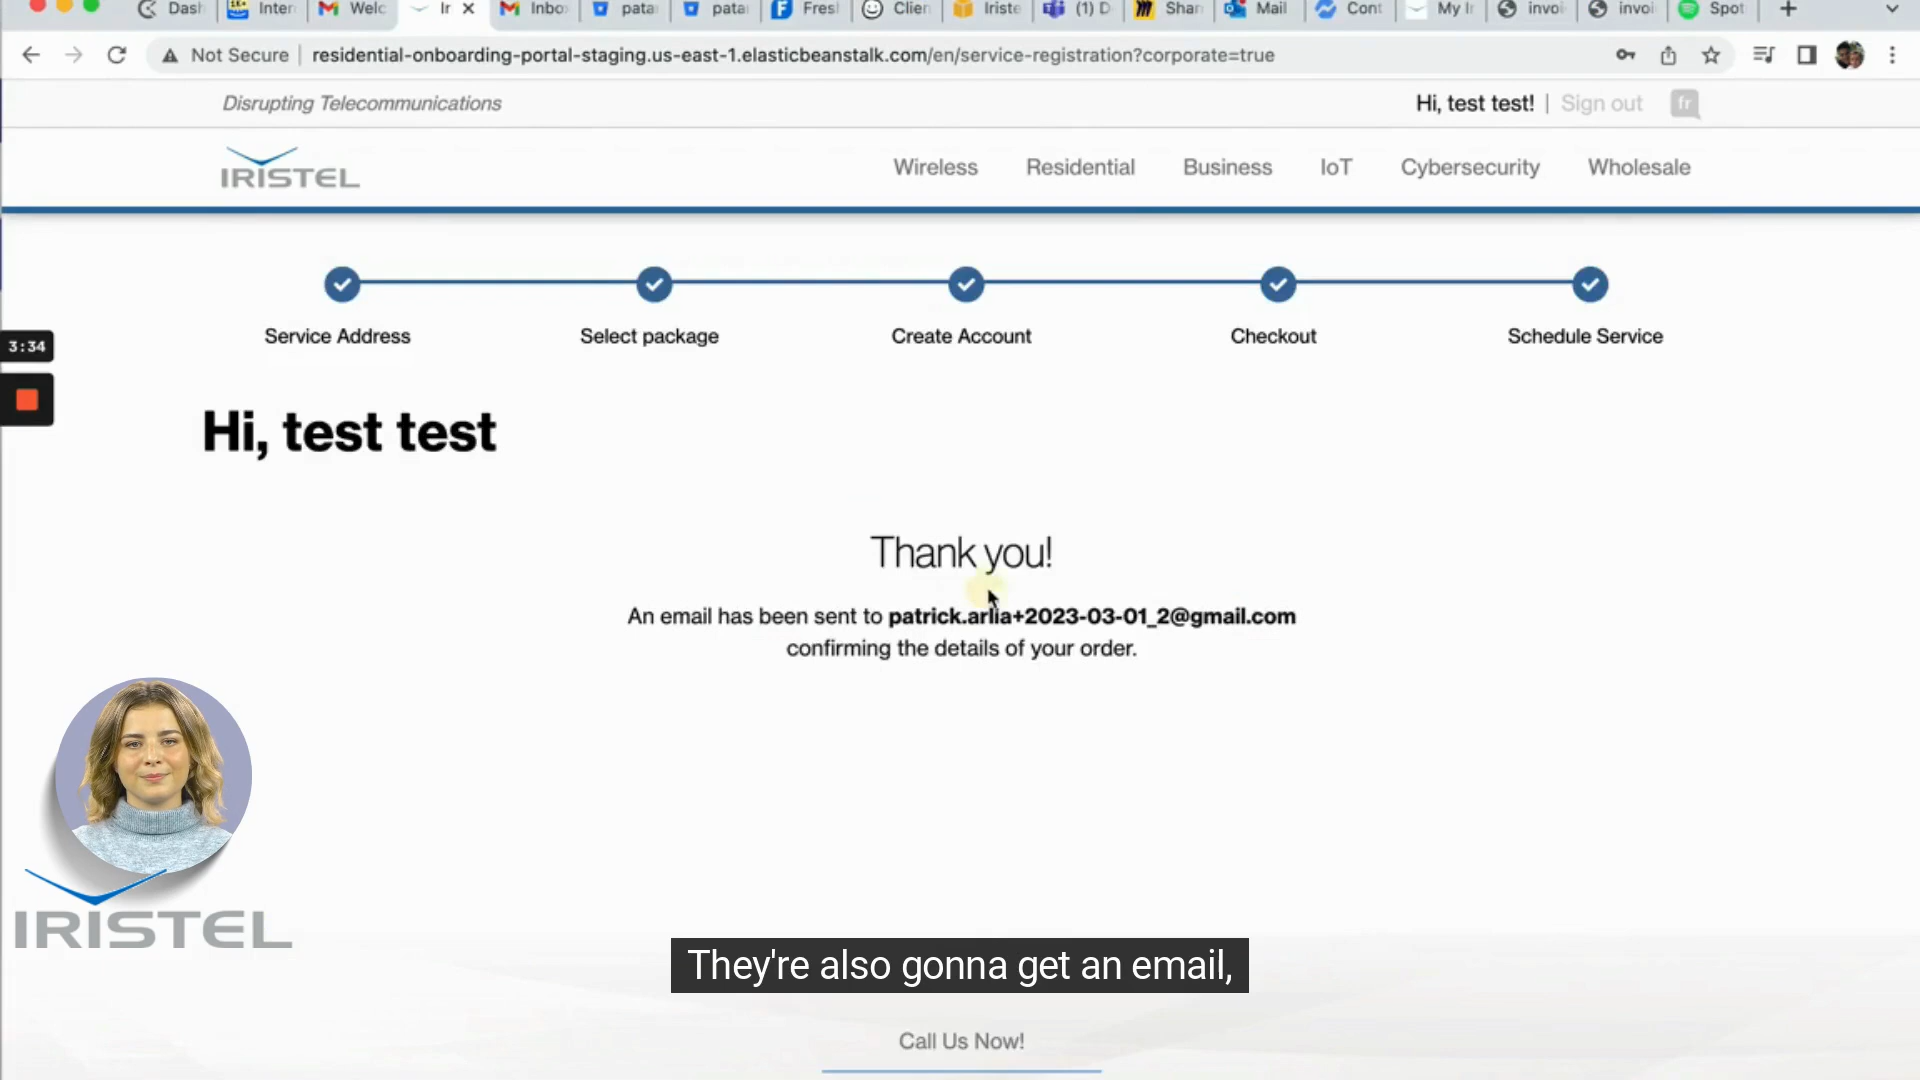 Dash
Inter
Welc
Ir
Inbo
patar
patar
Fresl
Clien
Iriste
(1) D
Shar
Mail
Cont
My Ir
invoi
invoi
Spot
Not Secure
residential-onboarding-portal-staging.us-east-1.elasticbeanstalk.com/en/service-registration?corporate=true
Disrupting Telecommunications
Hi, test test! | Sign out fr
IRISTEL
Wireless Residential Business IoT Cybersecurity Wholesale
Service Address Select package Create Account Checkout Schedule Service
3:34
Hi, test test
Thank you!
An email has been sent to patrick.arlia+2023-03-01_2@gmail.com
confirming the details of your order.
IRISTEL
They're also gonna get an email,
Call Us Now!